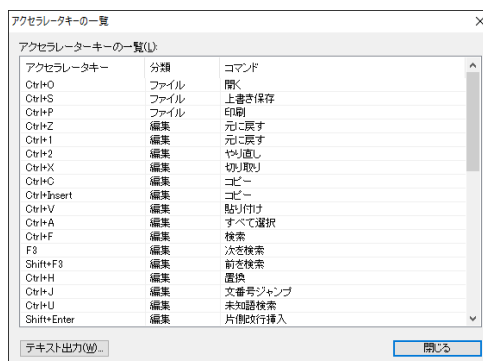 アクセラレータキーの一覧
アクセラレーターキーの一覧(L):
アクセラレータキー 分類 コマンド
Ctrl+O ファイル 開く
Ctrl+S ファイル 上書き保存
Ctrl+P ファイル 印刷
Ctrl+Z 編集 元に戻す
Ctrl+1 編集 元に戻す
Ctrl+2 編集 やり直し
Ctrl+X 編集 切り取り
Ctrl+C 編集 コピー
Ctrl+Insert 編集 コピー
Ctrl+V 編集 貼り付け
Ctrl+A 編集 すべて選択
Ctrl+F 編集 検索
F3 編集 次を検索
Shift+F3 編集 前を検索
Ctrl+H 編集 置換
Ctrl+J 編集 文番号ジャンプ
Ctrl+U 編集 未知語検索
Shift+Enter 編集 片側改行挿入
テキスト出力(W)... 閉じる